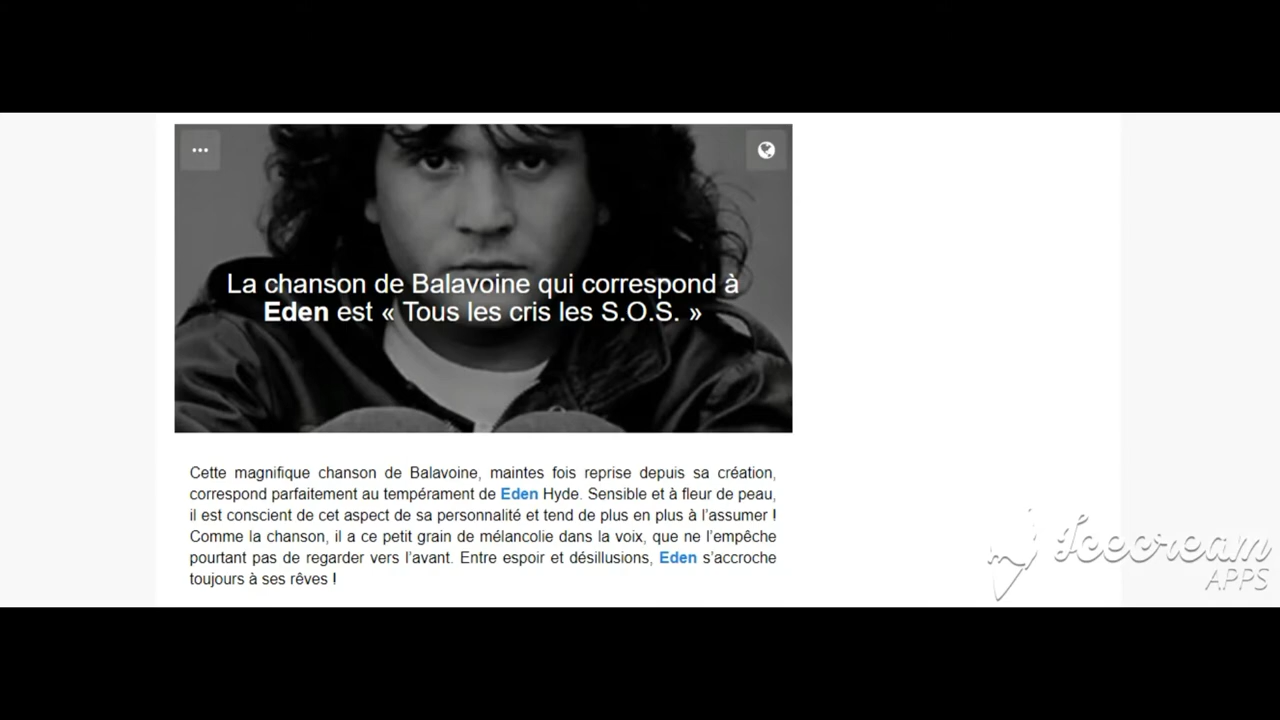 La chanson de Balavoine qui correspond à
Eden est « Tous les cris les S.O.S. »
Cette magnifique chanson de Balavoine, maintes fois reprise depuis sa création,
correspond parfaitement au tempérament de Eden Hyde. Sensible et à fleur de peau,
il est conscient de cet aspect de sa personnalité et tend de plus en plus à l’assumer !
Comme la chanson, il a ce petit grain de mélancolie dans la voix, que ne l’empêche
pourtant pas de regarder vers l’avant. Entre espoir et désillusions, Eden s’accroche
toujours à ses rêves !
Icecream
APPS